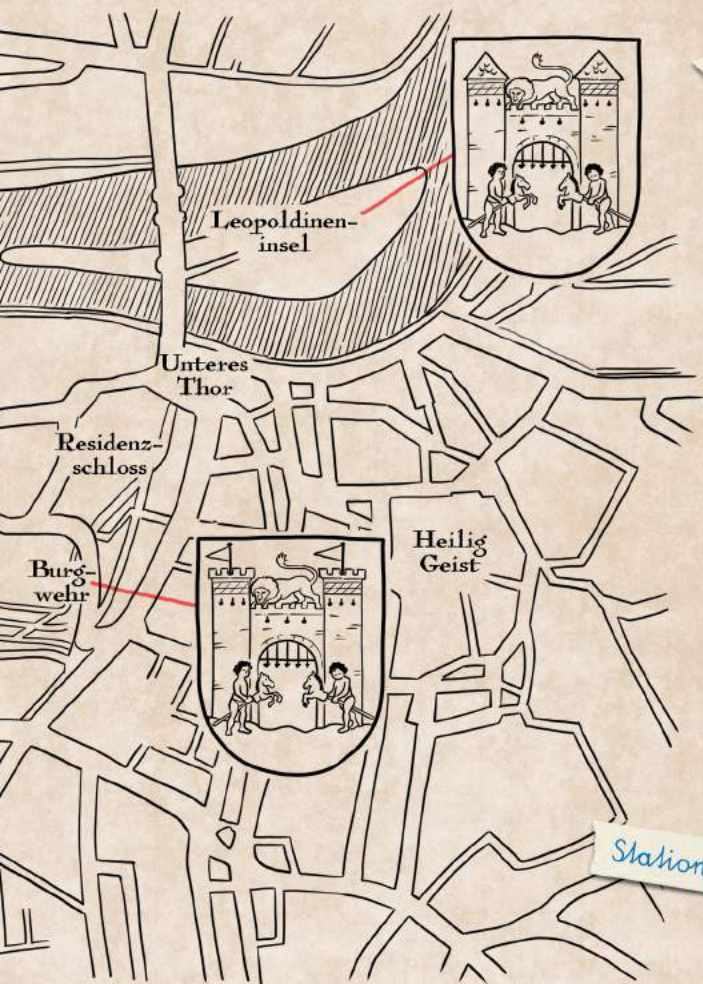 Leopoldinen-
insel
Unteres
Thor
Residenz-
schloss
Heilig
Geist
Burg-
wehr
Station